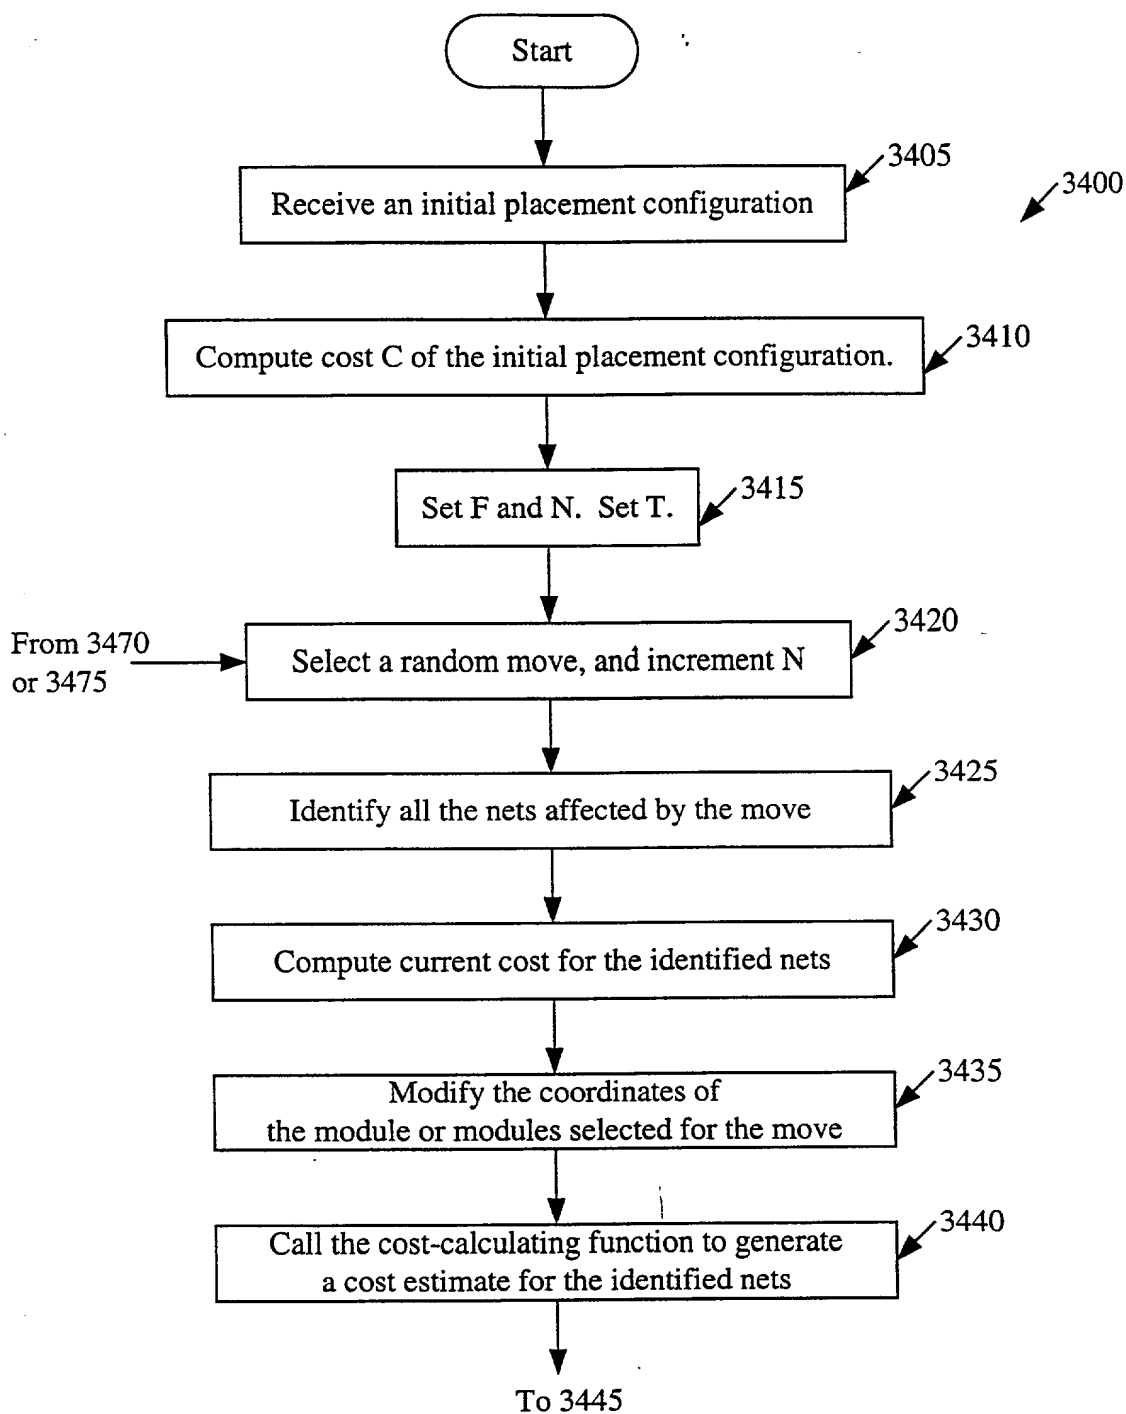 Start
3405
Receive an initial placement configuration
3400
3410
Compute cost C of the initial placement configuration.
3415
Set F and N. Set T.
3420
From 3470
or 3475
Select a random move, and increment N
3425
Identify all the nets affected by the move
3430
Compute current cost for the identified nets
3435
Modify the coordinates of
the module or modules selected for the move
3440
Call the cost-calculating function to generate
a cost estimate for the identified nets
To 3445